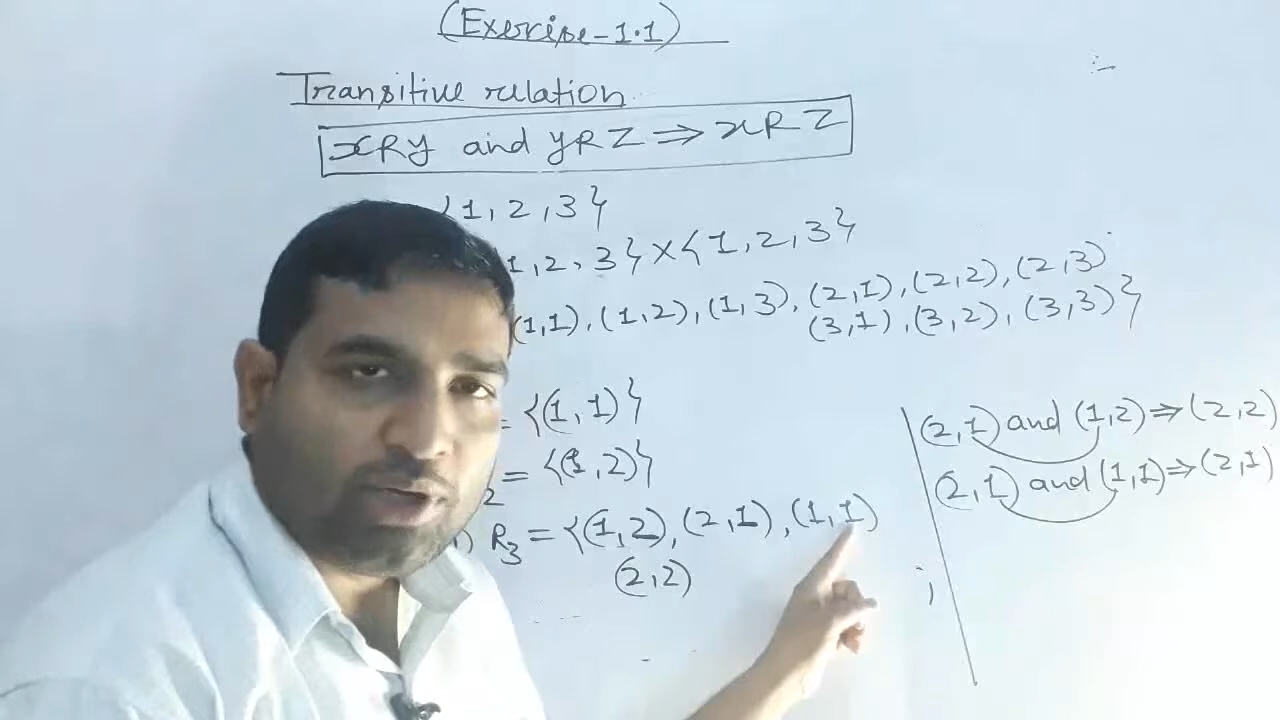 (Exercise-1.1)
Transitive relation
xRy and yRz ⇒ xRz
{1, 2, 3}
1, 2, 3} × {1, 2, 3}
(1,1), (1,2), (1,3), (2,1), (2,2), (2,3)
(3,1), (3,2), (3,3)}
= {(1,1)}
2 = {(1,2)}
) R3 = {(1,2), (2,1), (1,1)
(2,2)
(2,1) and (1,2) ⇒ (2,2)
(2,1) and (1,1) ⇒ (2,1)
;